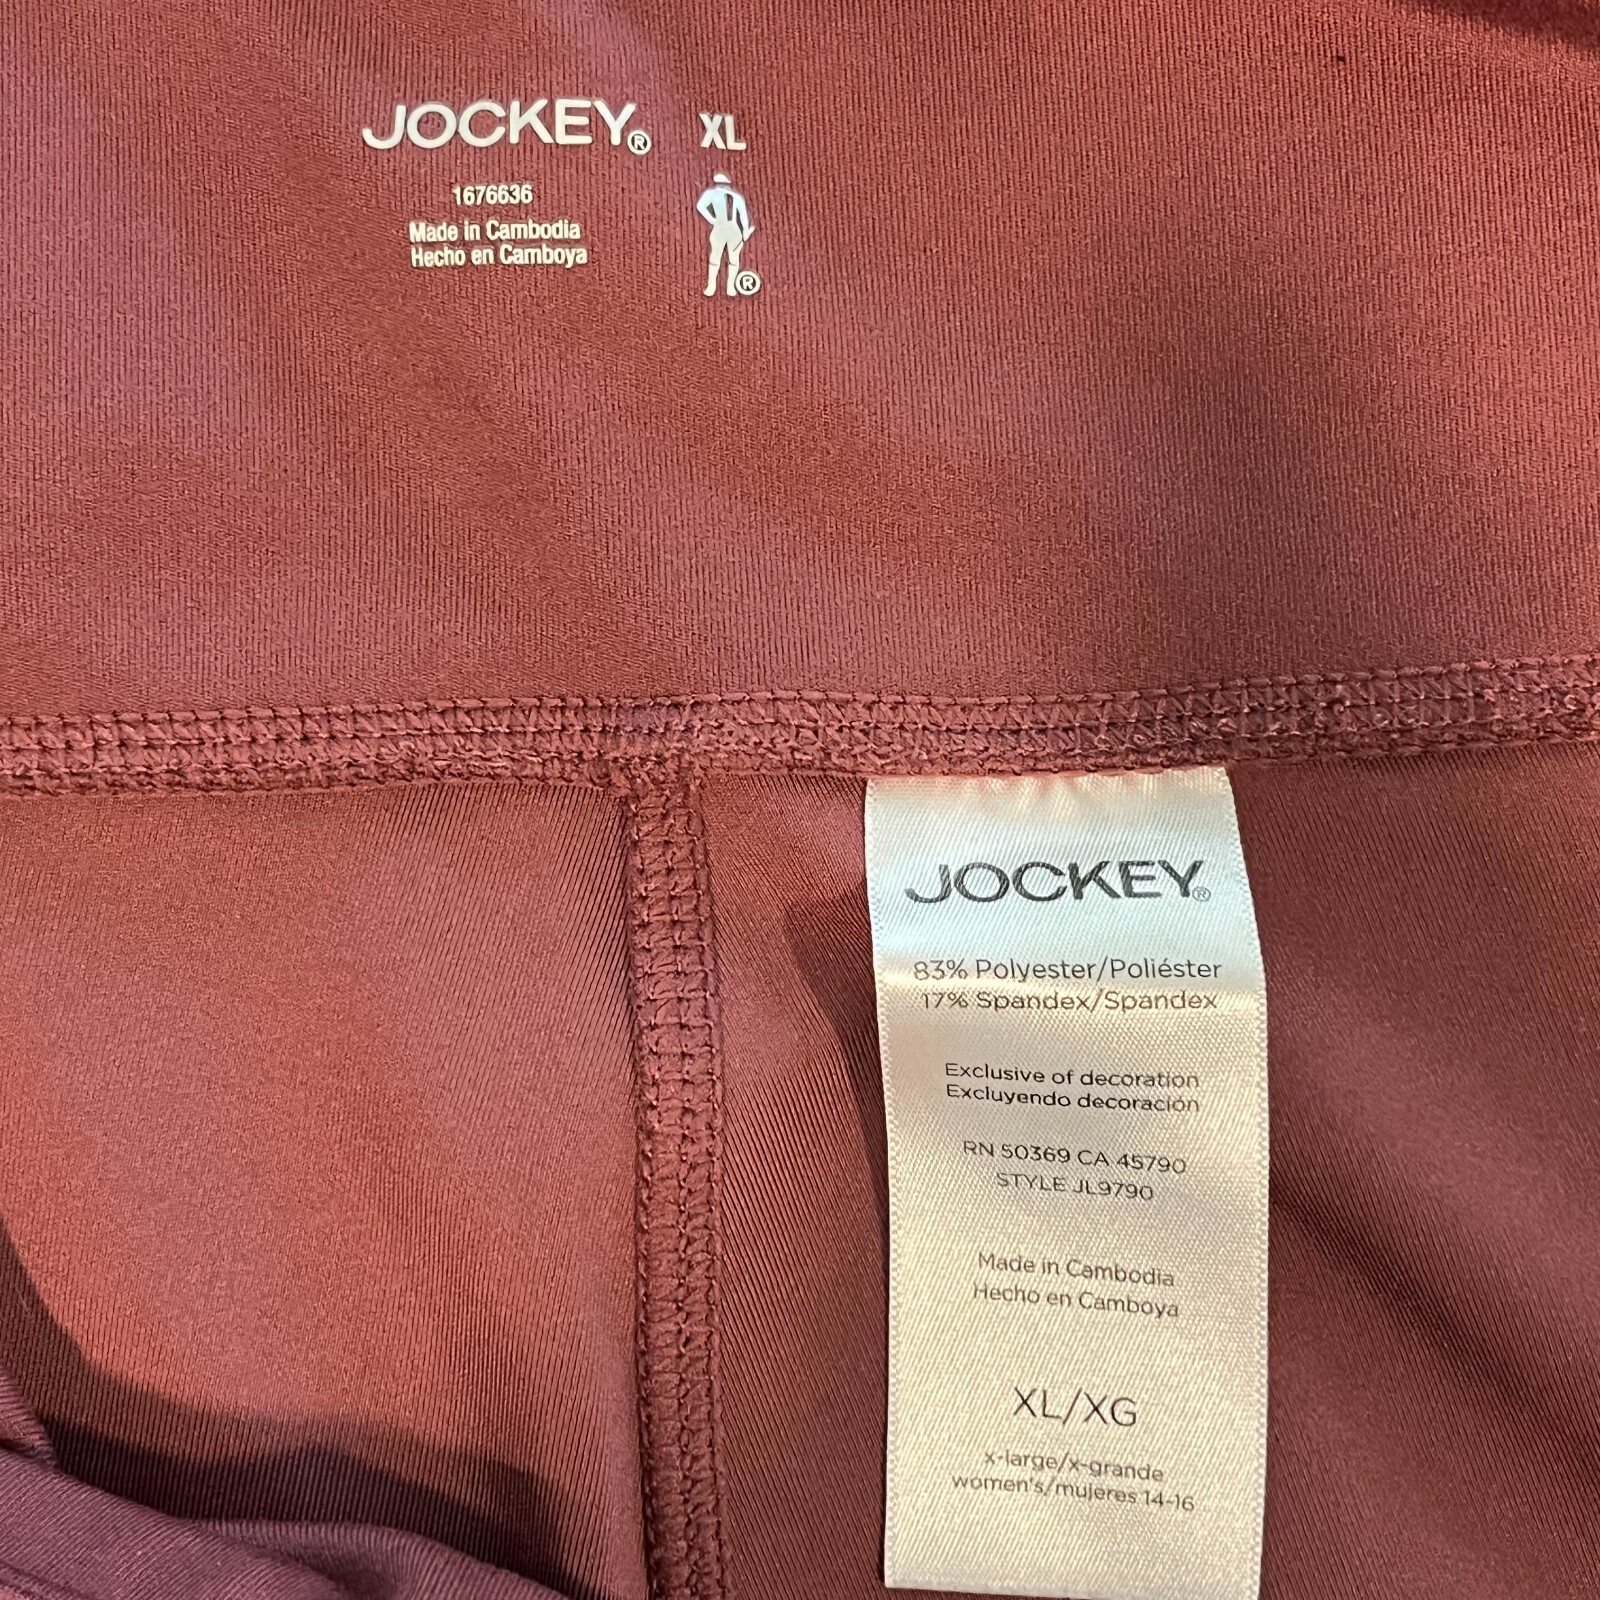 JOCKEY® XL
1676636
Made in Cambodia
Hecho en Camboya
®
JOCKEY®
83% Polyester/Poliéster
17% Spandex/Spandex
Exclusive of decoration
Excluyendo decoración
RN 50369 CA 45790
STYLE JL9790
Made in Cambodia
Hecho en Camboya
XL/XG
x-large/x-grande
women's/mujeres 14-16